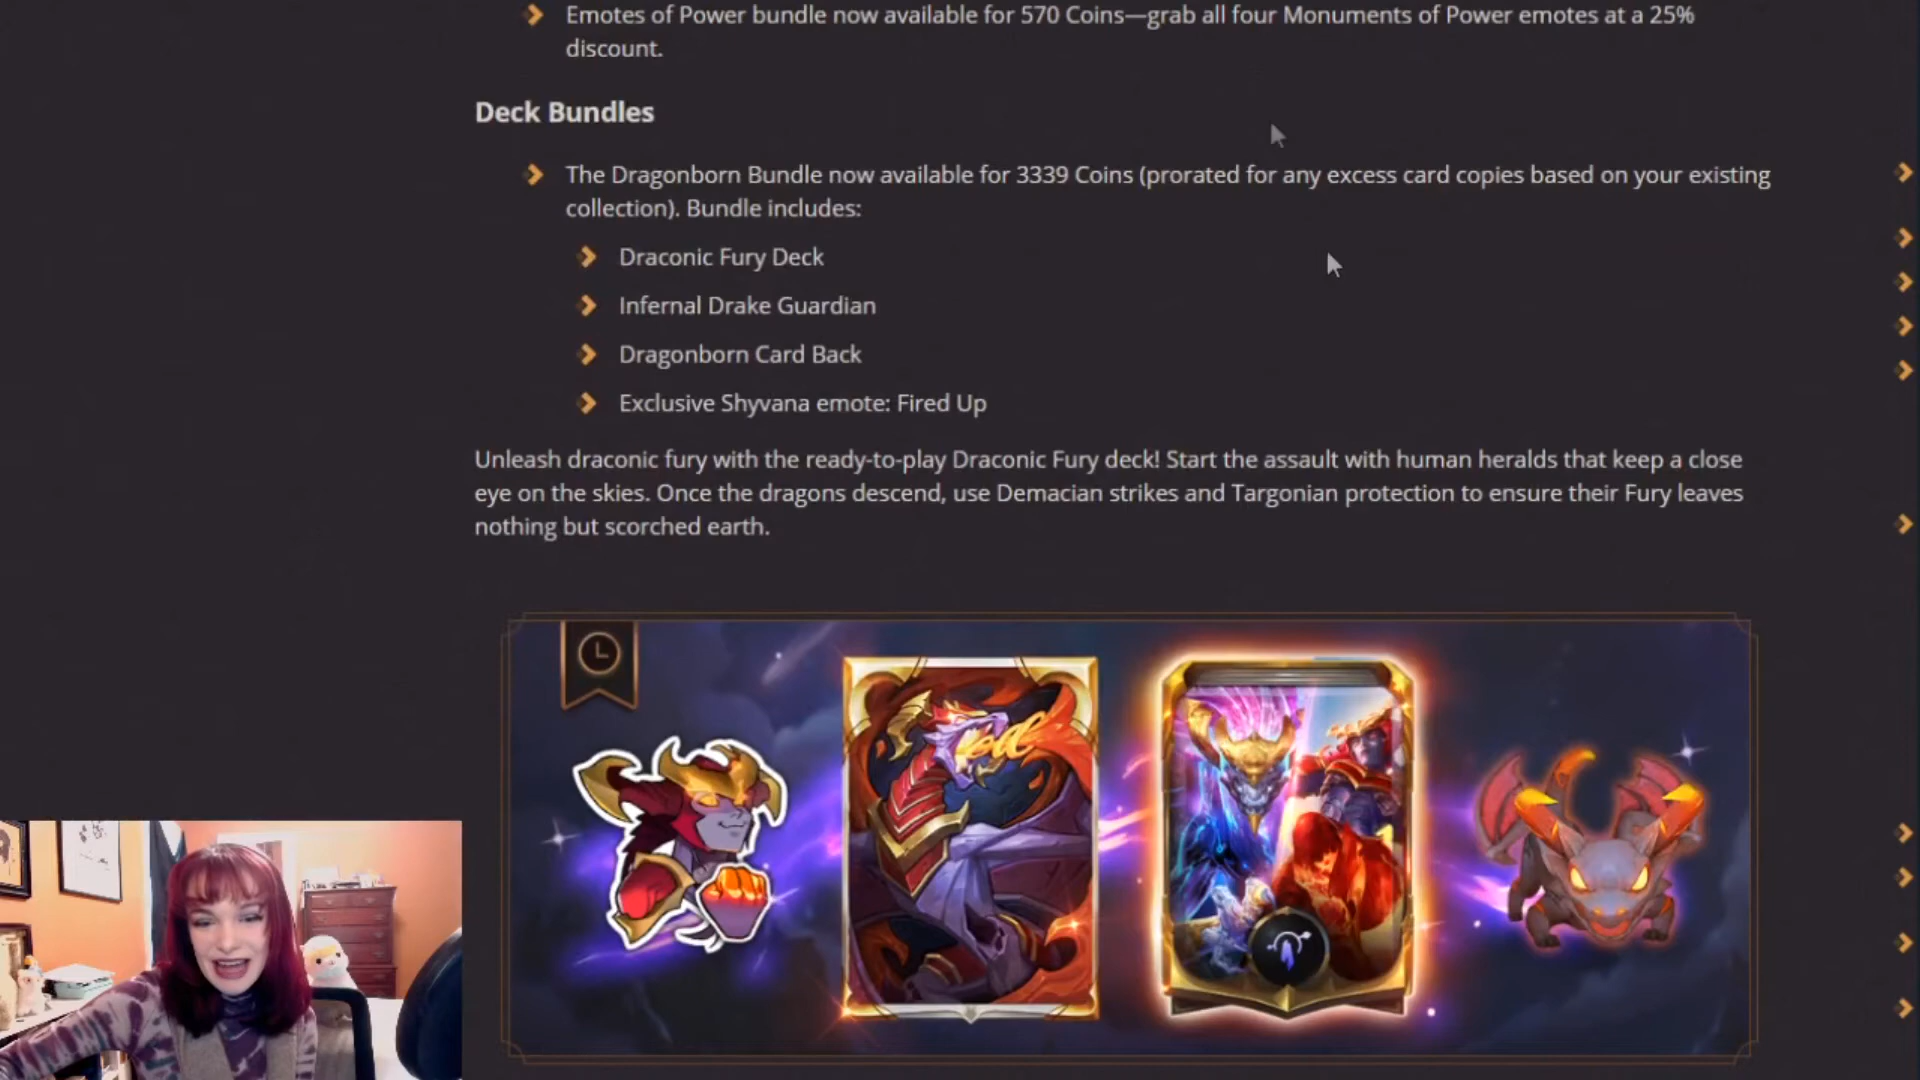 Emotes of Power bundle now available for 570 Coins—grab all four Monuments of Power emotes at a 25%
discount.
Deck Bundles
The Dragonborn Bundle now available for 3339 Coins (prorated for any excess card copies based on your existing
collection). Bundle includes:
Draconic Fury Deck
Infernal Drake Guardian
Dragonborn Card Back
Exclusive Shyvana emote: Fired Up
Unleash draconic fury with the ready-to-play Draconic Fury deck! Start the assault with human heralds that keep a close
eye on the skies. Once the dragons descend, use Demacian strikes and Targonian protection to ensure their Fury leaves
nothing but scorched earth.